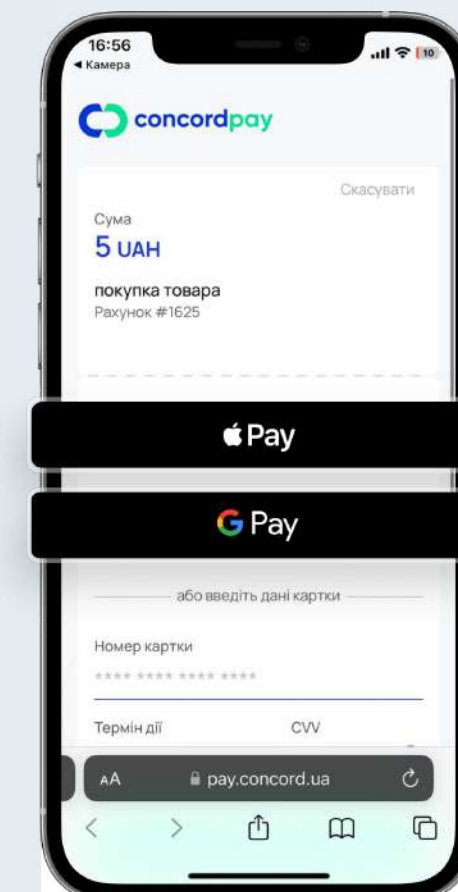 16:56
10
◀ Камера
concordpay
Скасувати
Сума
5 UAH
покупка товара
Рахунок #1625
Pay
G Pay
або введіть дані картки
Номер картки
**** **** **** ****
Термін дії CVV
AA pay.concord.ua